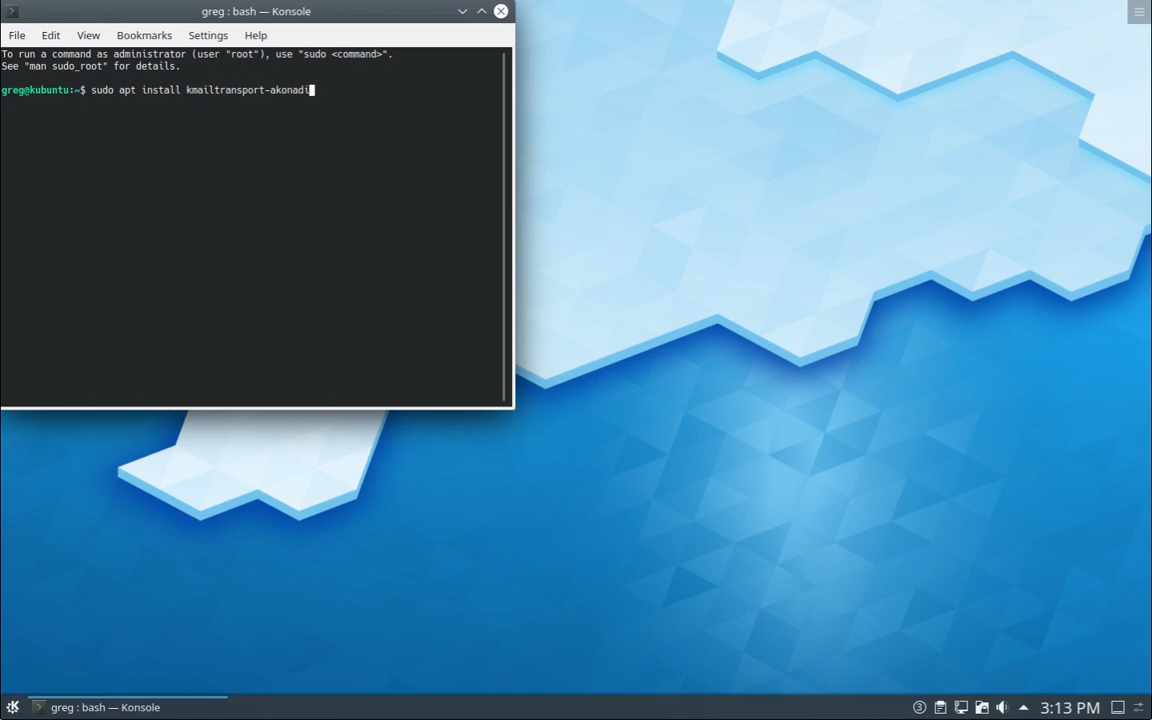 greg : bash — Konsole
File Edit View Bookmarks Settings Help
To run a command as administrator (user "root"), use "sudo <command>".
See "man sudo_root" for details.
greg@kubuntu:~$ sudo apt install kmailtransport-akonadi
greg : bash — Konsole
3
3:13 PM